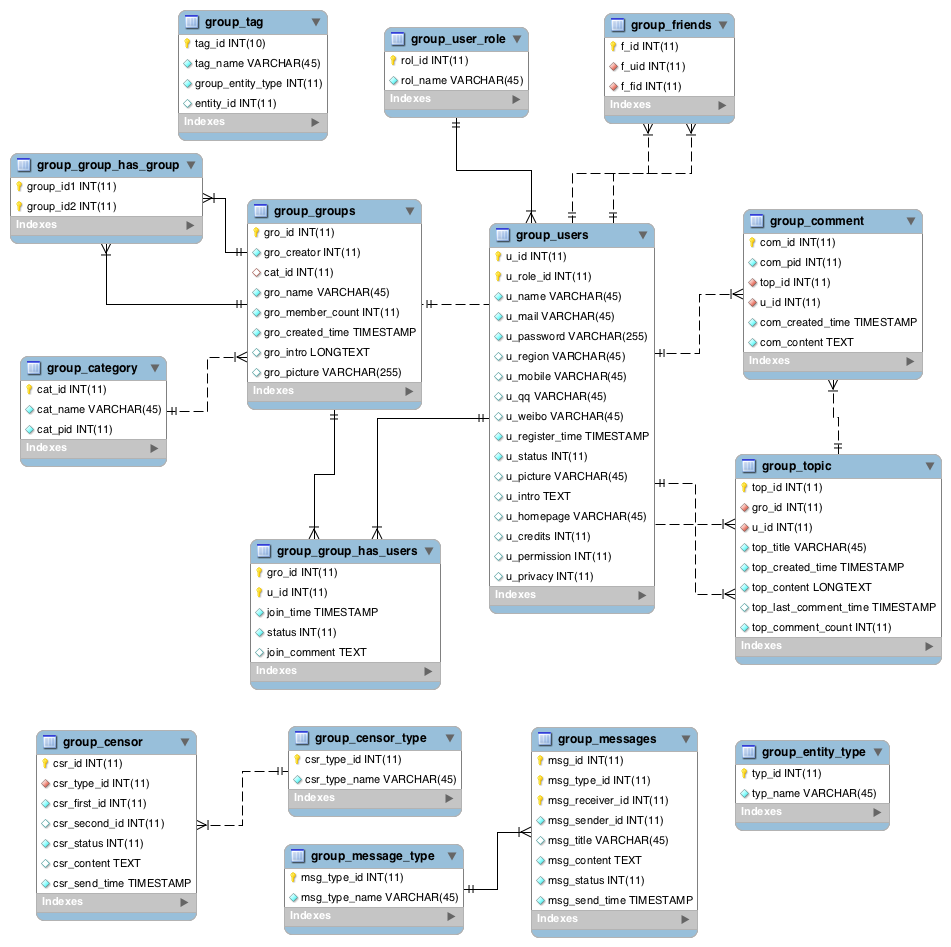 group_tag
tag_id INT(10)
tag_name VARCHAR(45)
group_entity_type INT(11)
entity_id INT(11)
Indexes
group_user_role
rol_id INT(11)
rol_name VARCHAR(45)
Indexes
group_friends
f_id INT(11)
f_uid INT(11)
f_fid INT(11)
Indexes
group_group_has_group
group_id1 INT(11)
group_id2 INT(11)
Indexes
group_groups
gro_id INT(11)
gro_creator INT(11)
cat_id INT(11)
gro_name VARCHAR(45)
gro_member_count INT(11)
gro_created_time TIMESTAMP
gro_intro LONGTEXT
gro_picture VARCHAR(255)
Indexes
group_users
u_id INT(11)
u_role_id INT(11)
u_name VARCHAR(45)
u_mail VARCHAR(45)
u_password VARCHAR(255)
u_region VARCHAR(45)
u_mobile VARCHAR(45)
u_qq VARCHAR(45)
u_weibo VARCHAR(45)
u_register_time TIMESTAMP
u_status INT(11)
u_picture VARCHAR(45)
u_intro TEXT
u_homepage VARCHAR(45)
u_credits INT(11)
u_permission INT(11)
u_privacy INT(11)
Indexes
group_comment
com_id INT(11)
com_pid INT(11)
top_id INT(11)
u_id INT(11)
com_created_time TIMESTAMP
com_content TEXT
Indexes
group_category
cat_id INT(11)
cat_name VARCHAR(45)
cat_pid INT(11)
Indexes
group_topic
top_id INT(11)
gro_id INT(11)
u_id INT(11)
top_title VARCHAR(45)
top_created_time TIMESTAMP
top_content LONGTEXT
top_last_comment_time TIMESTAMP
top_comment_count INT(11)
Indexes
group_group_has_users
gro_id INT(11)
u_id INT(11)
join_time TIMESTAMP
status INT(11)
join_comment TEXT
Indexes
group_censor
csr_id INT(11)
csr_type_id INT(11)
csr_first_id INT(11)
csr_second_id INT(11)
csr_status INT(11)
csr_content TEXT
csr_send_time TIMESTAMP
Indexes
group_censor_type
csr_type_id INT(11)
csr_type_name VARCHAR(45)
Indexes
group_message_type
msg_type_id INT(11)
msg_type_name VARCHAR(45)
Indexes
group_messages
msg_id INT(11)
msg_type_id INT(11)
msg_receiver_id INT(11)
msg_sender_id INT(11)
msg_title VARCHAR(45)
msg_content TEXT
msg_status INT(11)
msg_send_time TIMESTAMP
Indexes
group_entity_type
typ_id INT(11)
typ_name VARCHAR(45)
Indexes